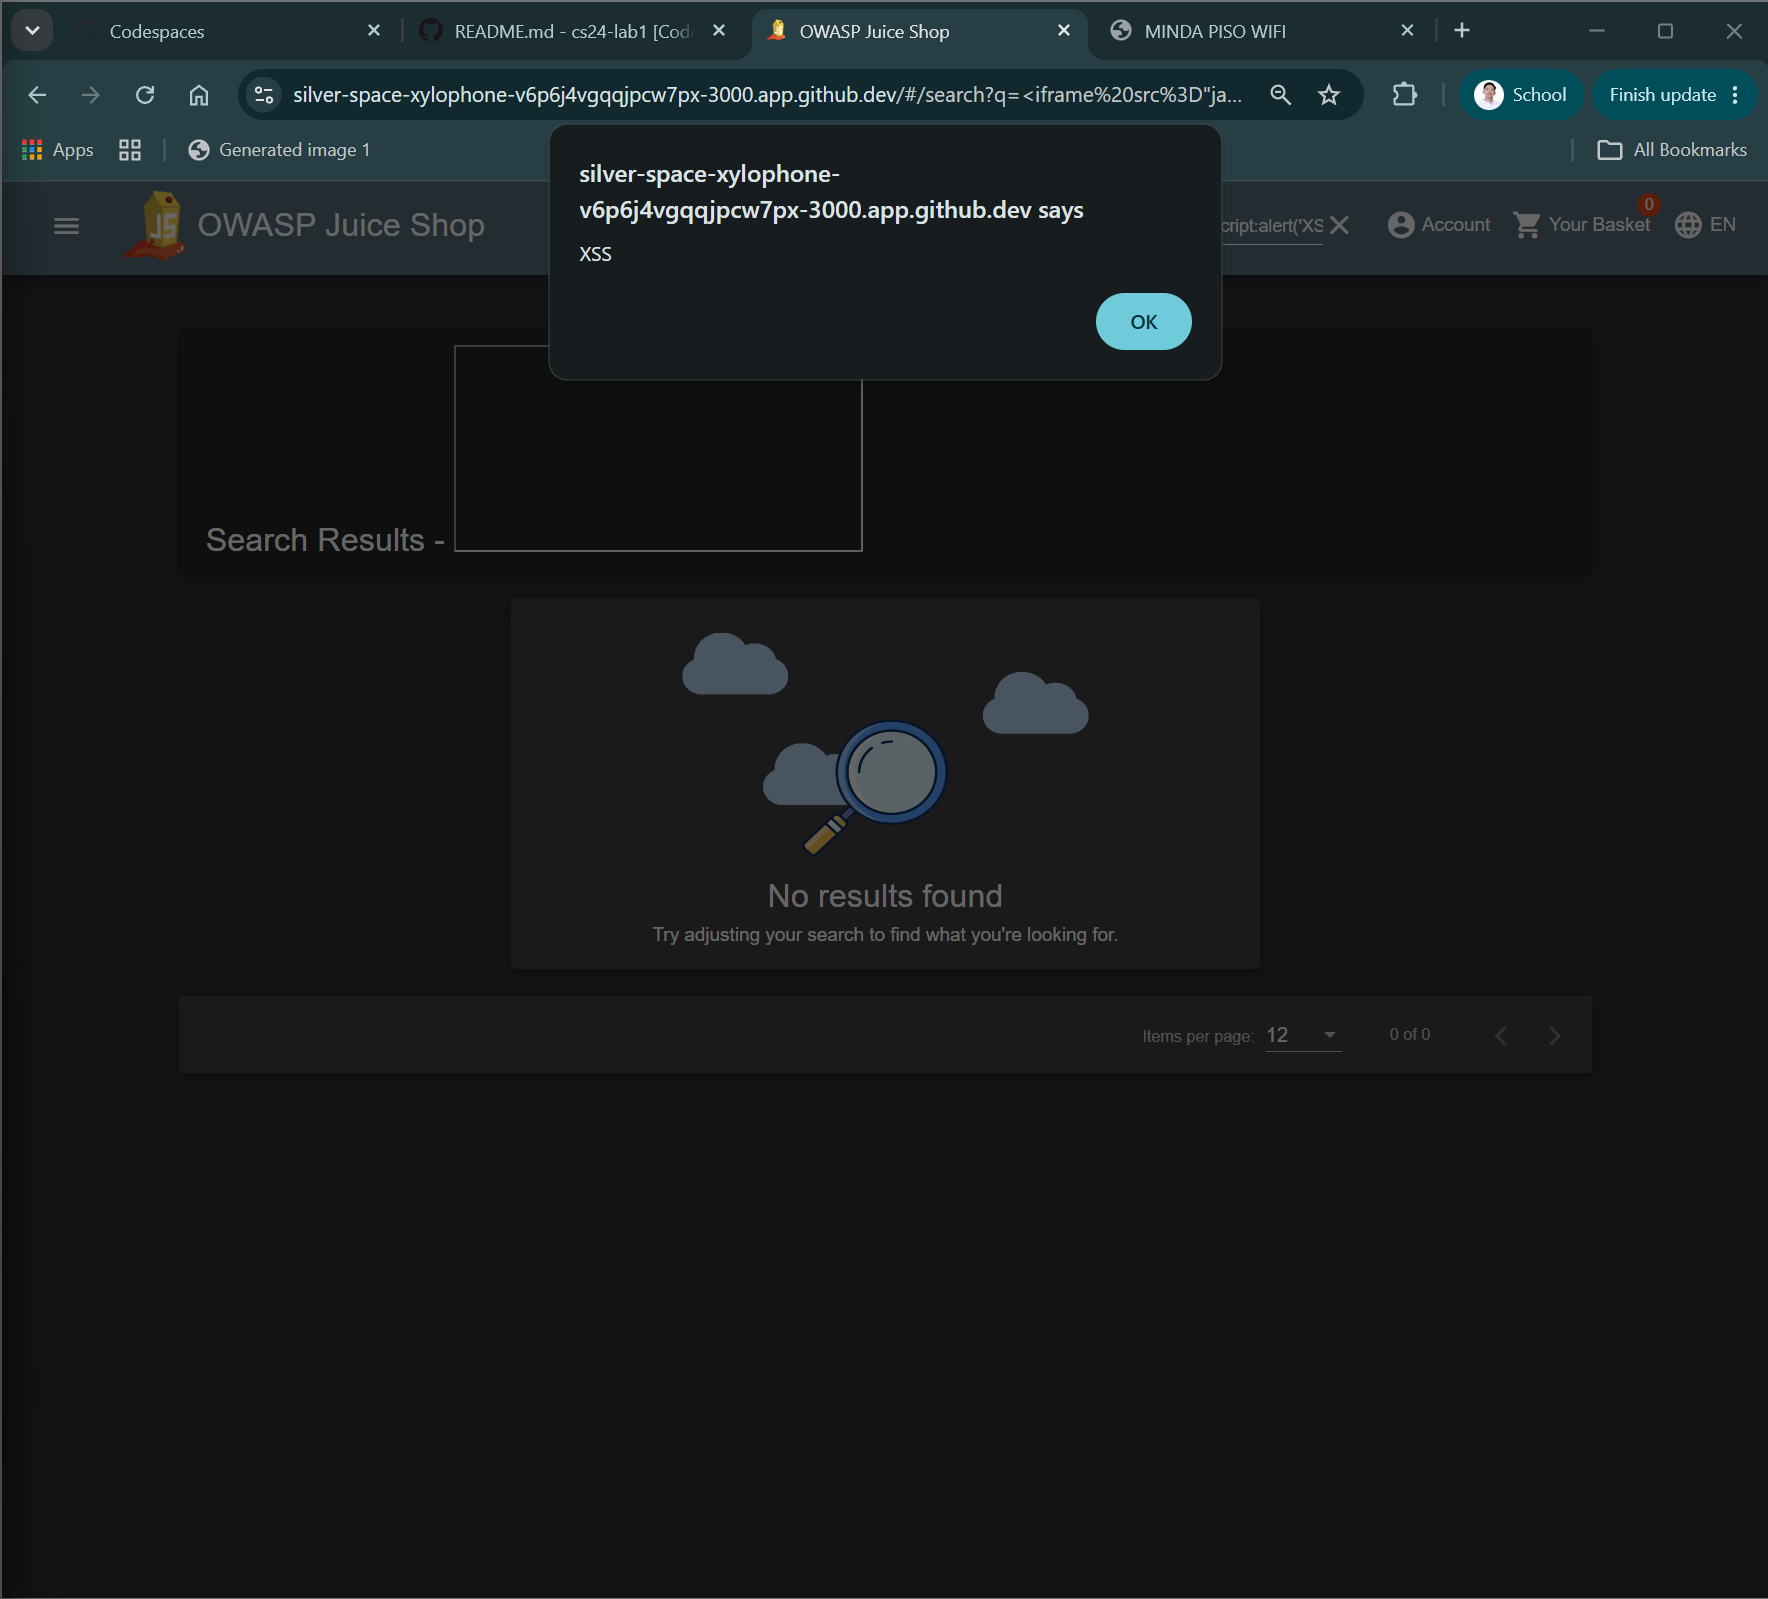 Codespaces
README.md - cs24-lab1 [Cod
OWASP Juice Shop
MINDA PISO WIFI
silver-space-xylophone-v6p6j4vgqqjpcw7px-3000.app.github.dev/#/search?q=<iframe%20src%3D"ja...
School
Finish update
Apps
Generated image 1
All Bookmarks
silver-space-xylophone-
v6p6j4vgqqjpcw7px-3000.app.github.dev says
XSS
OK
JS
OWASP Juice Shop
cript:alert('XS
Account
0
Your Basket
EN
Search Results -
No results found
Try adjusting your search to find what you're looking for.
Items per page: 12
0 of 0